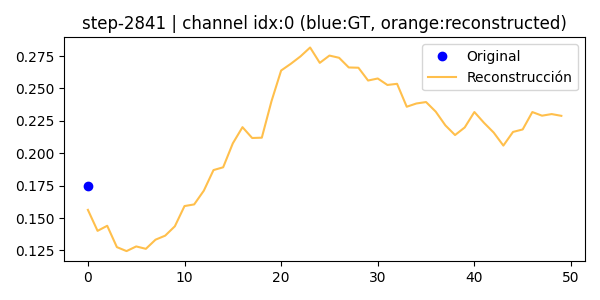 step-2841 | channel idx:0 (blue:GT, orange:reconstructed)
Original
Reconstrucción
0.275
0.250
0.225
0.200
0.175
0.150
0.125
0 10 20 30 40 50